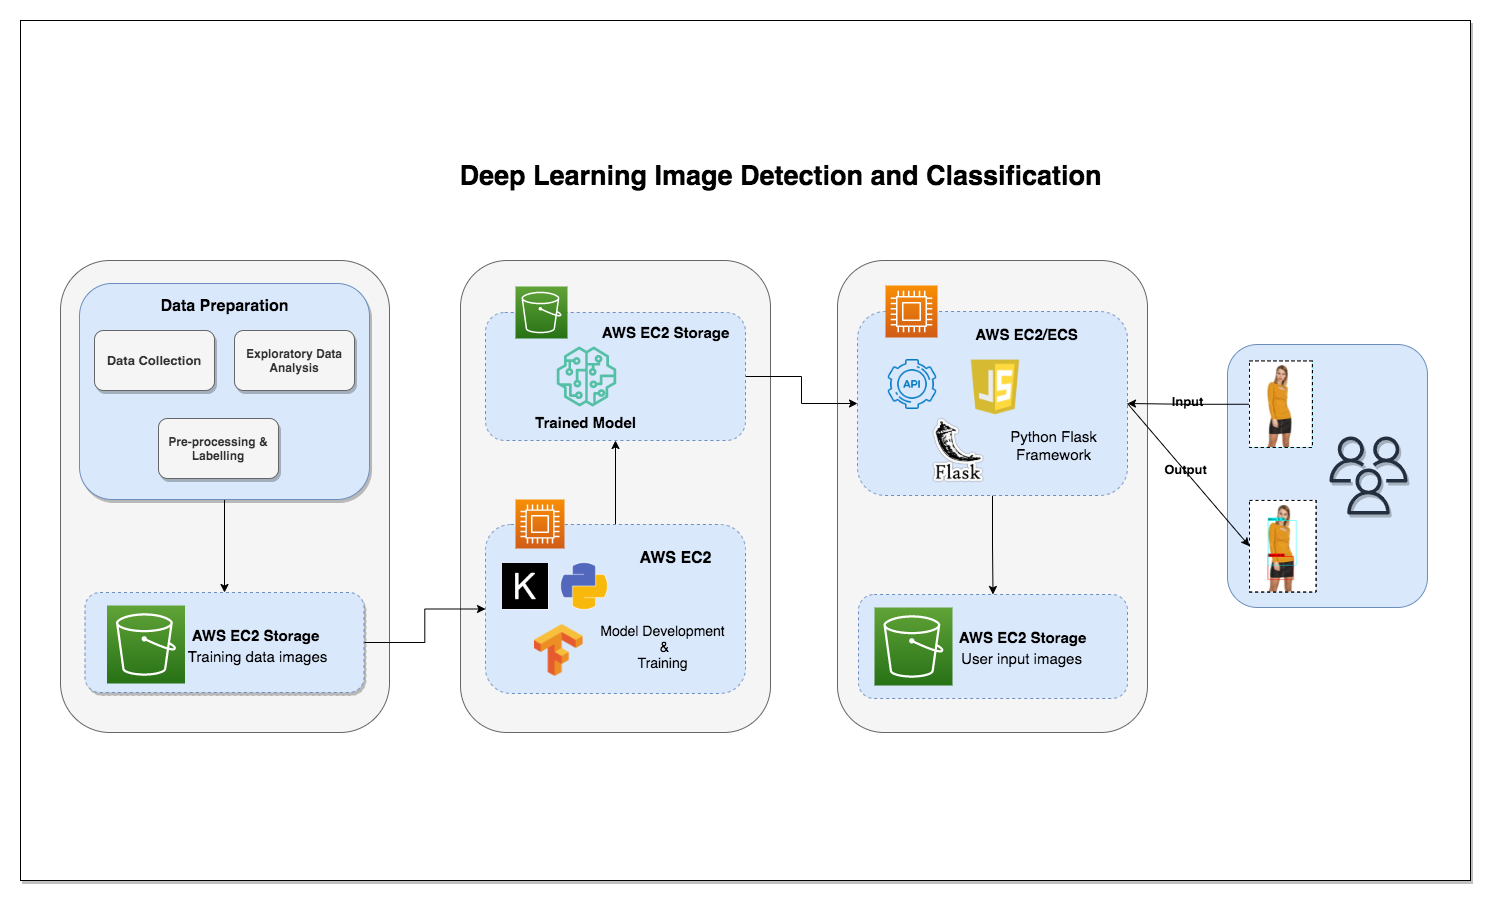 Deep Learning Image Detection and Classification
Data Preparation
Data Collection
Exploratory Data
Analysis
Pre-processing &
Labelling
AWS EC2 Storage
Training data images
AWS EC2 Storage
Trained Model
AWS EC2
K
Model Development
&
Training
AWS EC2/ECS
API
JS
Flask
Python Flask
Framework
AWS EC2 Storage
User input images
Input
Output